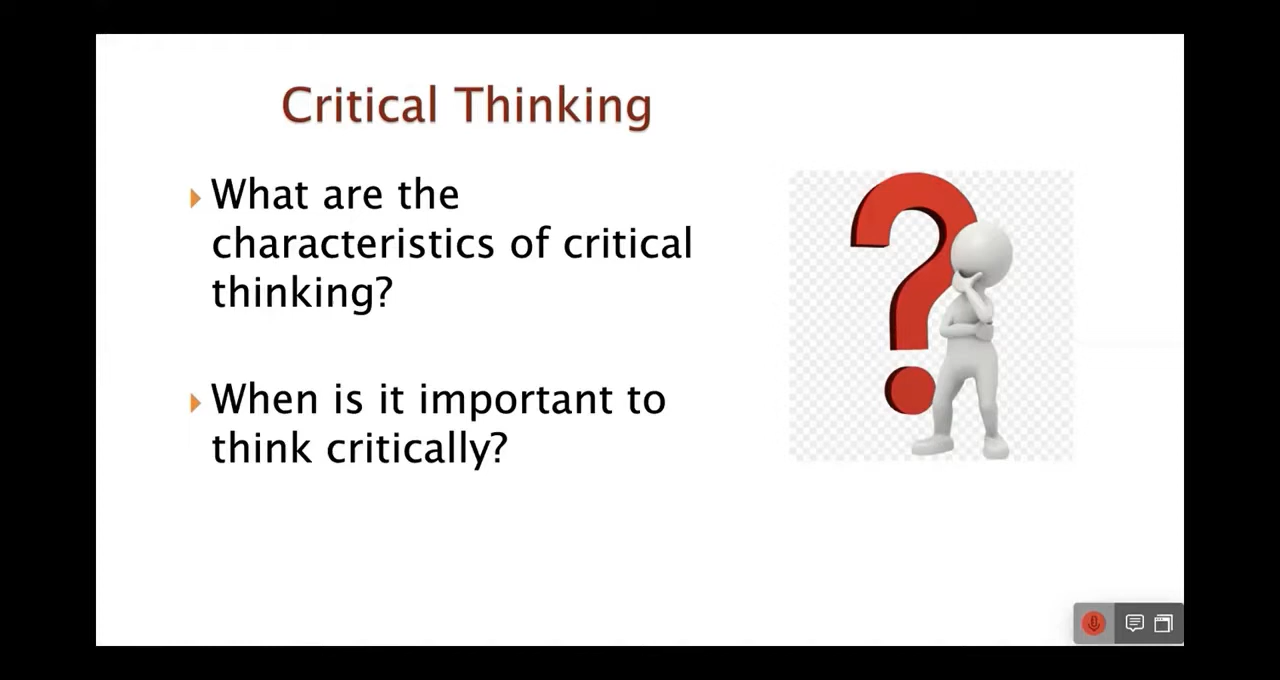 Critical Thinking
What are the
characteristics of critical
thinking?
When is it important to
think critically?